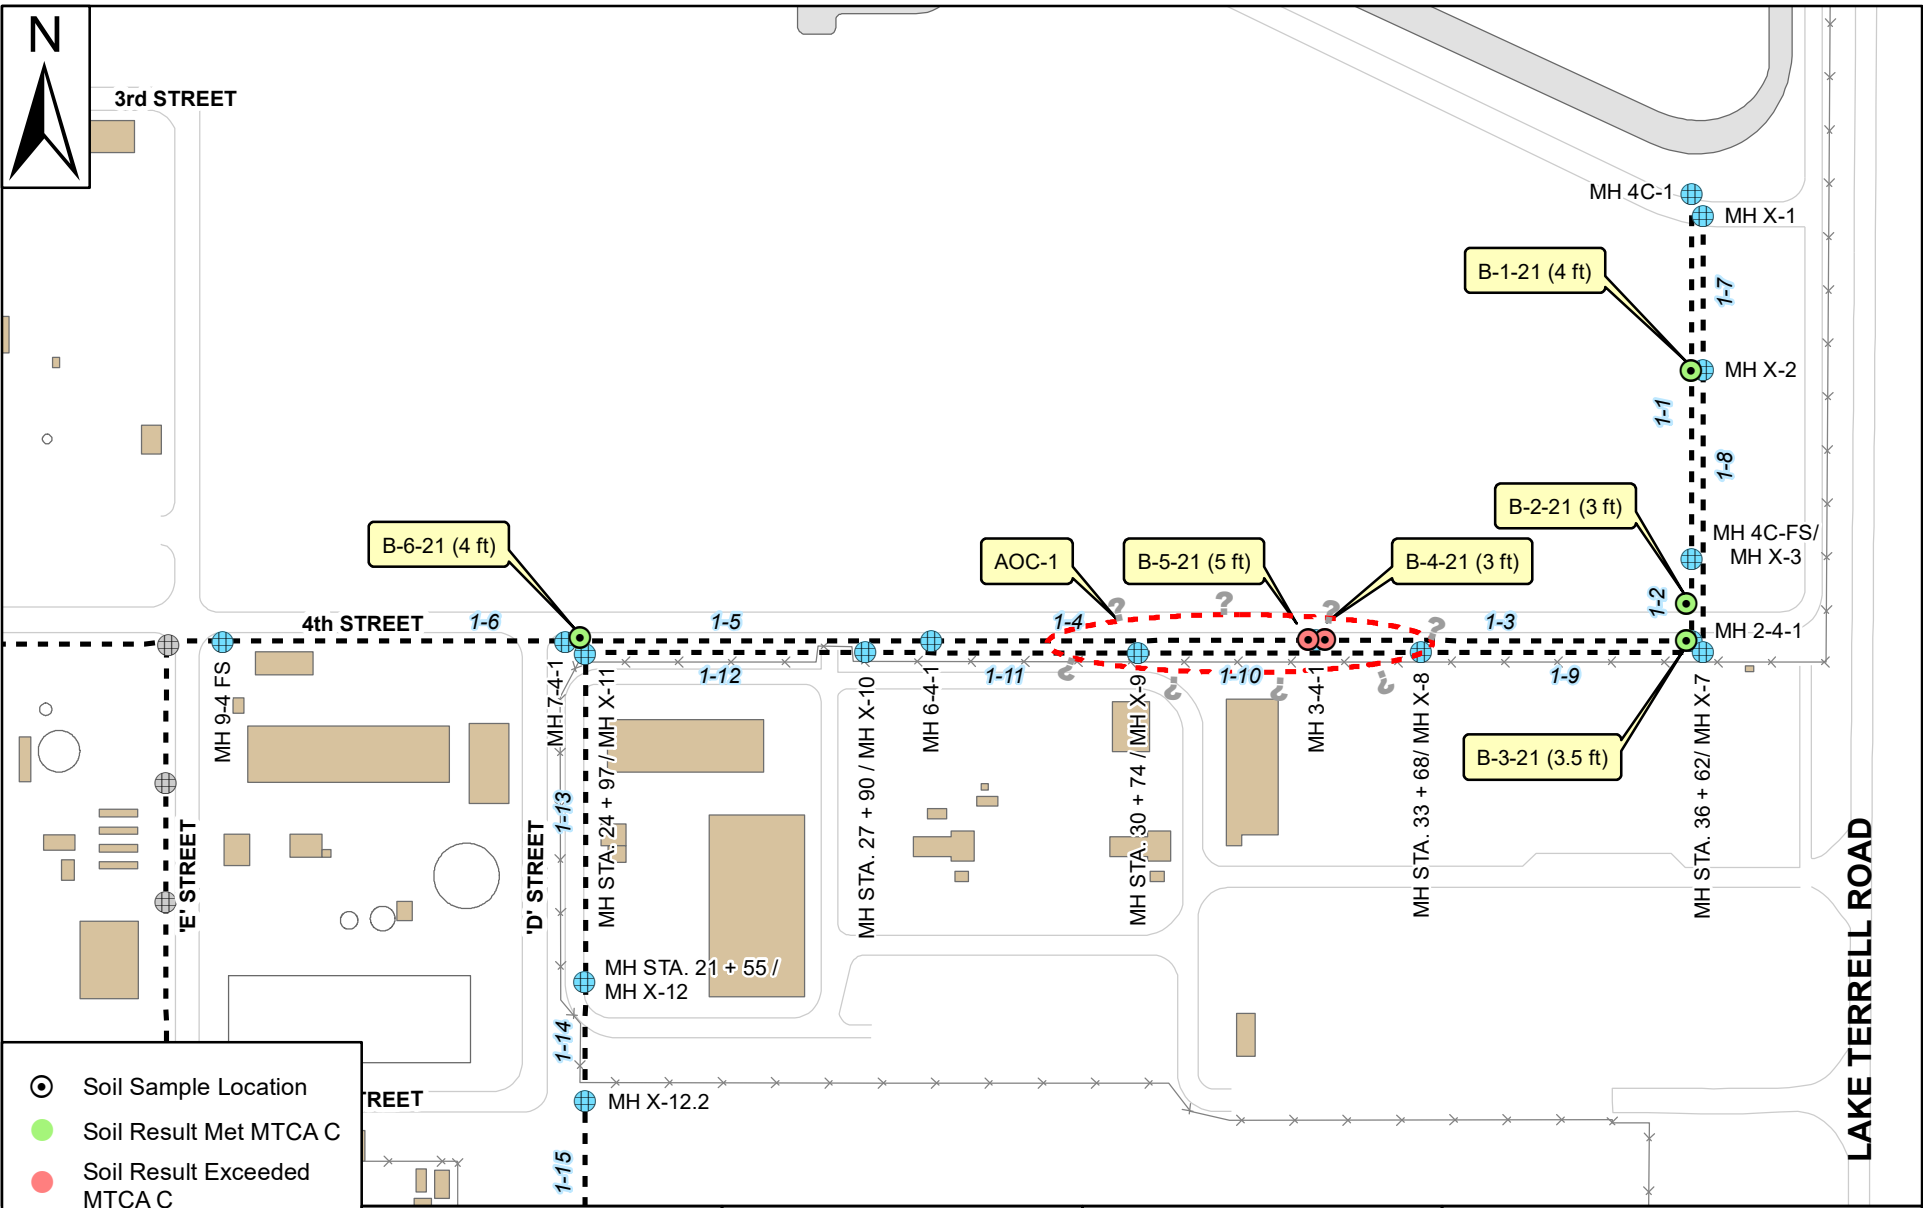 N
3rd STREET
MH 4C-1
MH X-1
B-1-21 (4 ft)
1-7
MH X-2
1-1
1-8
B-2-21 (3 ft)
MH 4C-FS/
MH X-3
B-6-21 (4 ft)
AOC-1
B-5-21 (5 ft)
B-4-21 (3 ft)
1-2
? ? ? ?
4th STREET
1-6
1-5
1-4
1-3
MH 2-4-1
? ? ? ?
1-12
1-11
1-10
1-9
MH 9-4 FS
MH 7-4-1
MH STA. 24 + 97 / MH X-11
MH STA. 27 + 90 / MH X-10
MH 6-4-1
MH STA. 30 + 74 / MH X-9
MH 3-4-1
MH STA. 33 + 68/ MH X-8
B-3-21 (3.5 ft)
MH STA. 36 + 62/ MH X-7
1-13
'E' STREET
'D' STREET
LAKE TERRELL ROAD
MH STA. 21 + 55 /
MH X-12
1-14
MH X-12.2
1-15
TREET
Soil Sample Location
Soil Result Met MTCA C
Soil Result Exceeded
MTCA C